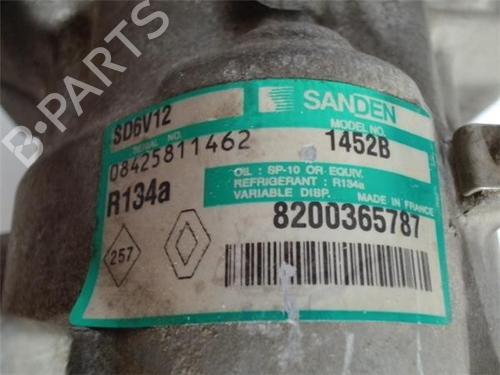 B-PARTS
SANDEN
SD6V12
SERIAL NO.
MODEL NO.
08425811462
1452B
OIL : SP-10 OR EQUIV.
REFRIGERANT : R134a
VARIABLE DISP.
MADE IN FRANCE
R134a
8200365787
257